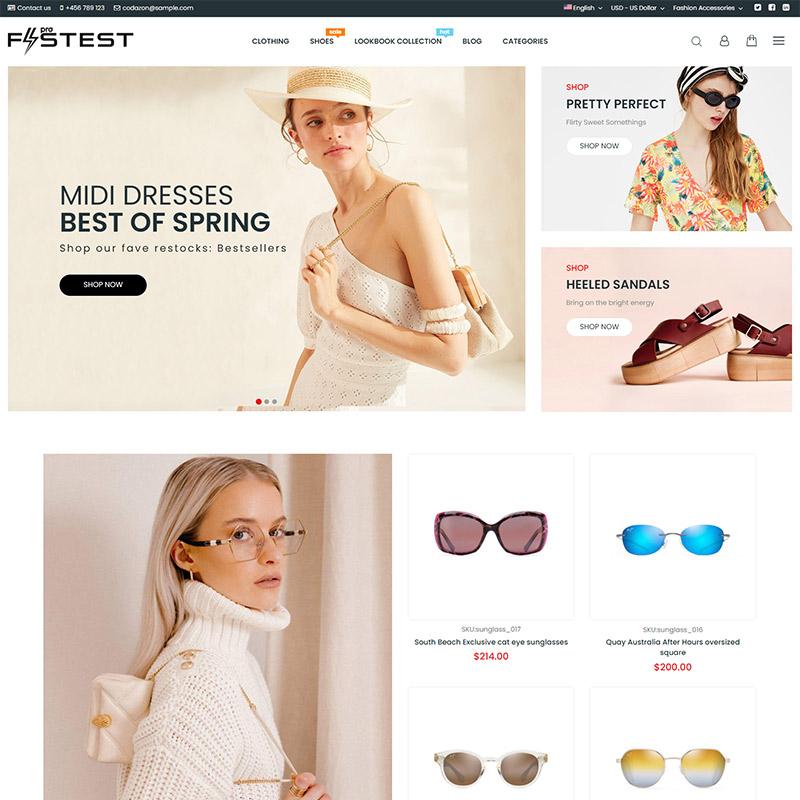 Contact us
+456 789 123
codazon@sample.com
English
USD - US Dollar
Fashion Accessories
pro
FASTEST
CLOTHING
SHOES
sale
LOOKBOOK COLLECTION
hot
BLOG
CATEGORIES
MIDI DRESSES
BEST OF SPRING
Shop our fave restocks: Bestsellers
SHOP NOW
SHOP
PRETTY PERFECT
Flirty Sweet Somethings
SHOP NOW
SHOP
HEELED SANDALS
Bring on the bright energy
SHOP NOW
SKU:sunglass_017
South Beach Exclusive cat eye sunglasses
$214.00
SKU:sunglass_016
Quay Australia After Hours oversized
square
$200.00